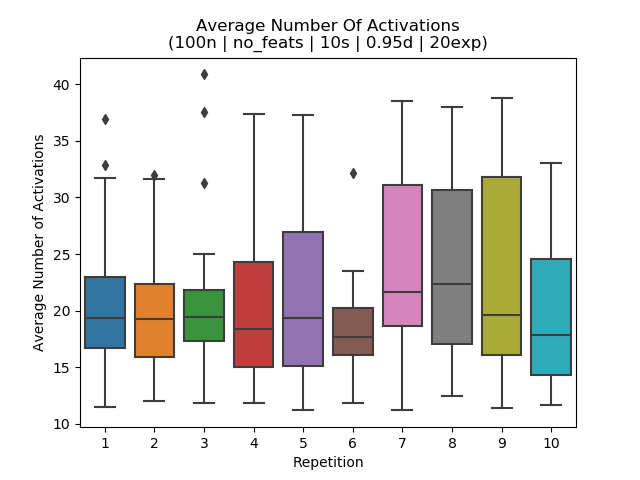 Average Number Of Activations
(100n | no_feats | 10s | 0.95d | 20exp)
Average Number of Activations
40
35
30
25
20
15
10
1 2 3 4 5 6 7 8 9 10
Repetition